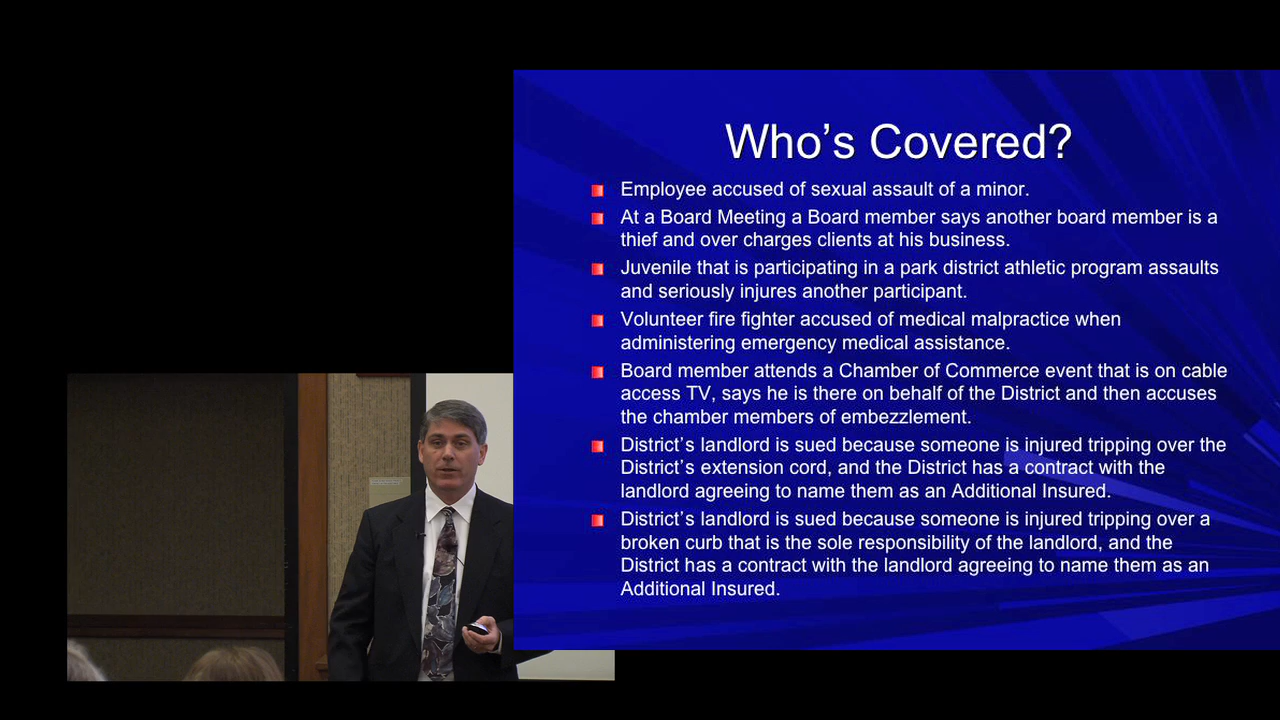 Who's Covered?
Employee accused of sexual assault of a minor.
At a Board Meeting a Board member says another board member is a
thief and over charges clients at his business.
Juvenile that is participating in a park district athletic program assaults
and seriously injures another participant.
Volunteer fire fighter accused of medical malpractice when
administering emergency medical assistance.
Board member attends a Chamber of Commerce event that is on cable
access TV, says he is there on behalf of the District and then accuses
the chamber members of embezzlement.
District's landlord is sued because someone is injured tripping over the
District's extension cord, and the District has a contract with the
landlord agreeing to name them as an Additional Insured.
District's landlord is sued because someone is injured tripping over a
broken curb that is the sole responsibility of the landlord, and the
District has a contract with the landlord agreeing to name them as an
Additional Insured.